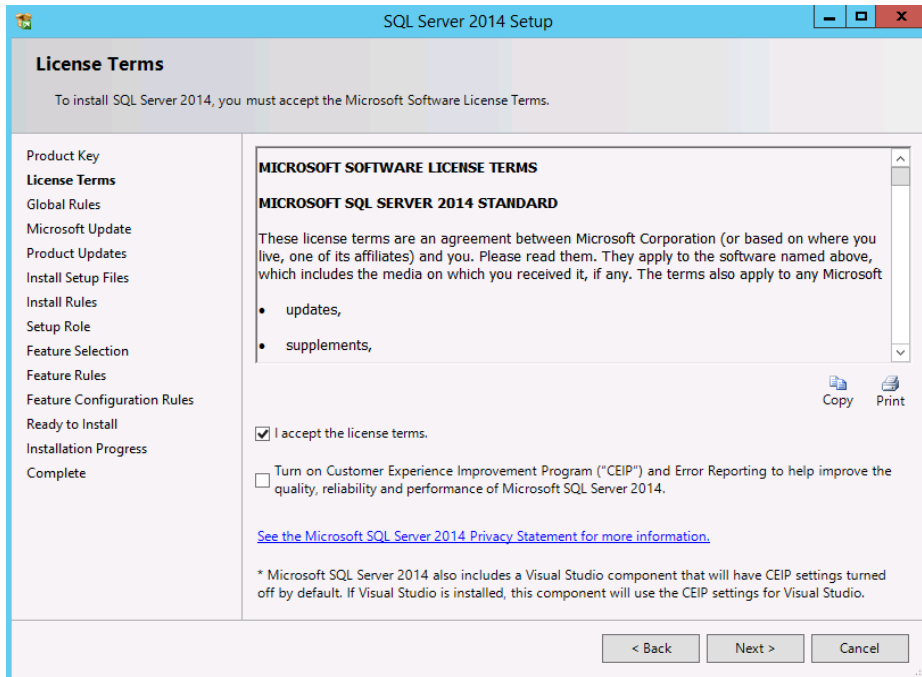 SQL Server 2014 Setup
License Terms
To install SQL Server 2014, you must accept the Microsoft Software License Terms.
Product Key
License Terms
Global Rules
Microsoft Update
Product Updates
Install Setup Files
Install Rules
Setup Role
Feature Selection
Feature Rules
Feature Configuration Rules
Ready to Install
Installation Progress
Complete
MICROSOFT SOFTWARE LICENSE TERMS
MICROSOFT SQL SERVER 2014 STANDARD
These license terms are an agreement between Microsoft Corporation (or based on where you
live, one of its affiliates) and you. Please read them. They apply to the software named above,
which includes the media on which you received it, if any. The terms also apply to any Microsoft
• updates,
• supplements,
Copy Print
I accept the license terms.
Turn on Customer Experience Improvement Program ("CEIP") and Error Reporting to help improve the
quality, reliability and performance of Microsoft SQL Server 2014.
See the Microsoft SQL Server 2014 Privacy Statement for more information.
* Microsoft SQL Server 2014 also includes a Visual Studio component that will have CEIP settings turned
off by default. If Visual Studio is installed, this component will use the CEIP settings for Visual Studio.
< Back Next > Cancel